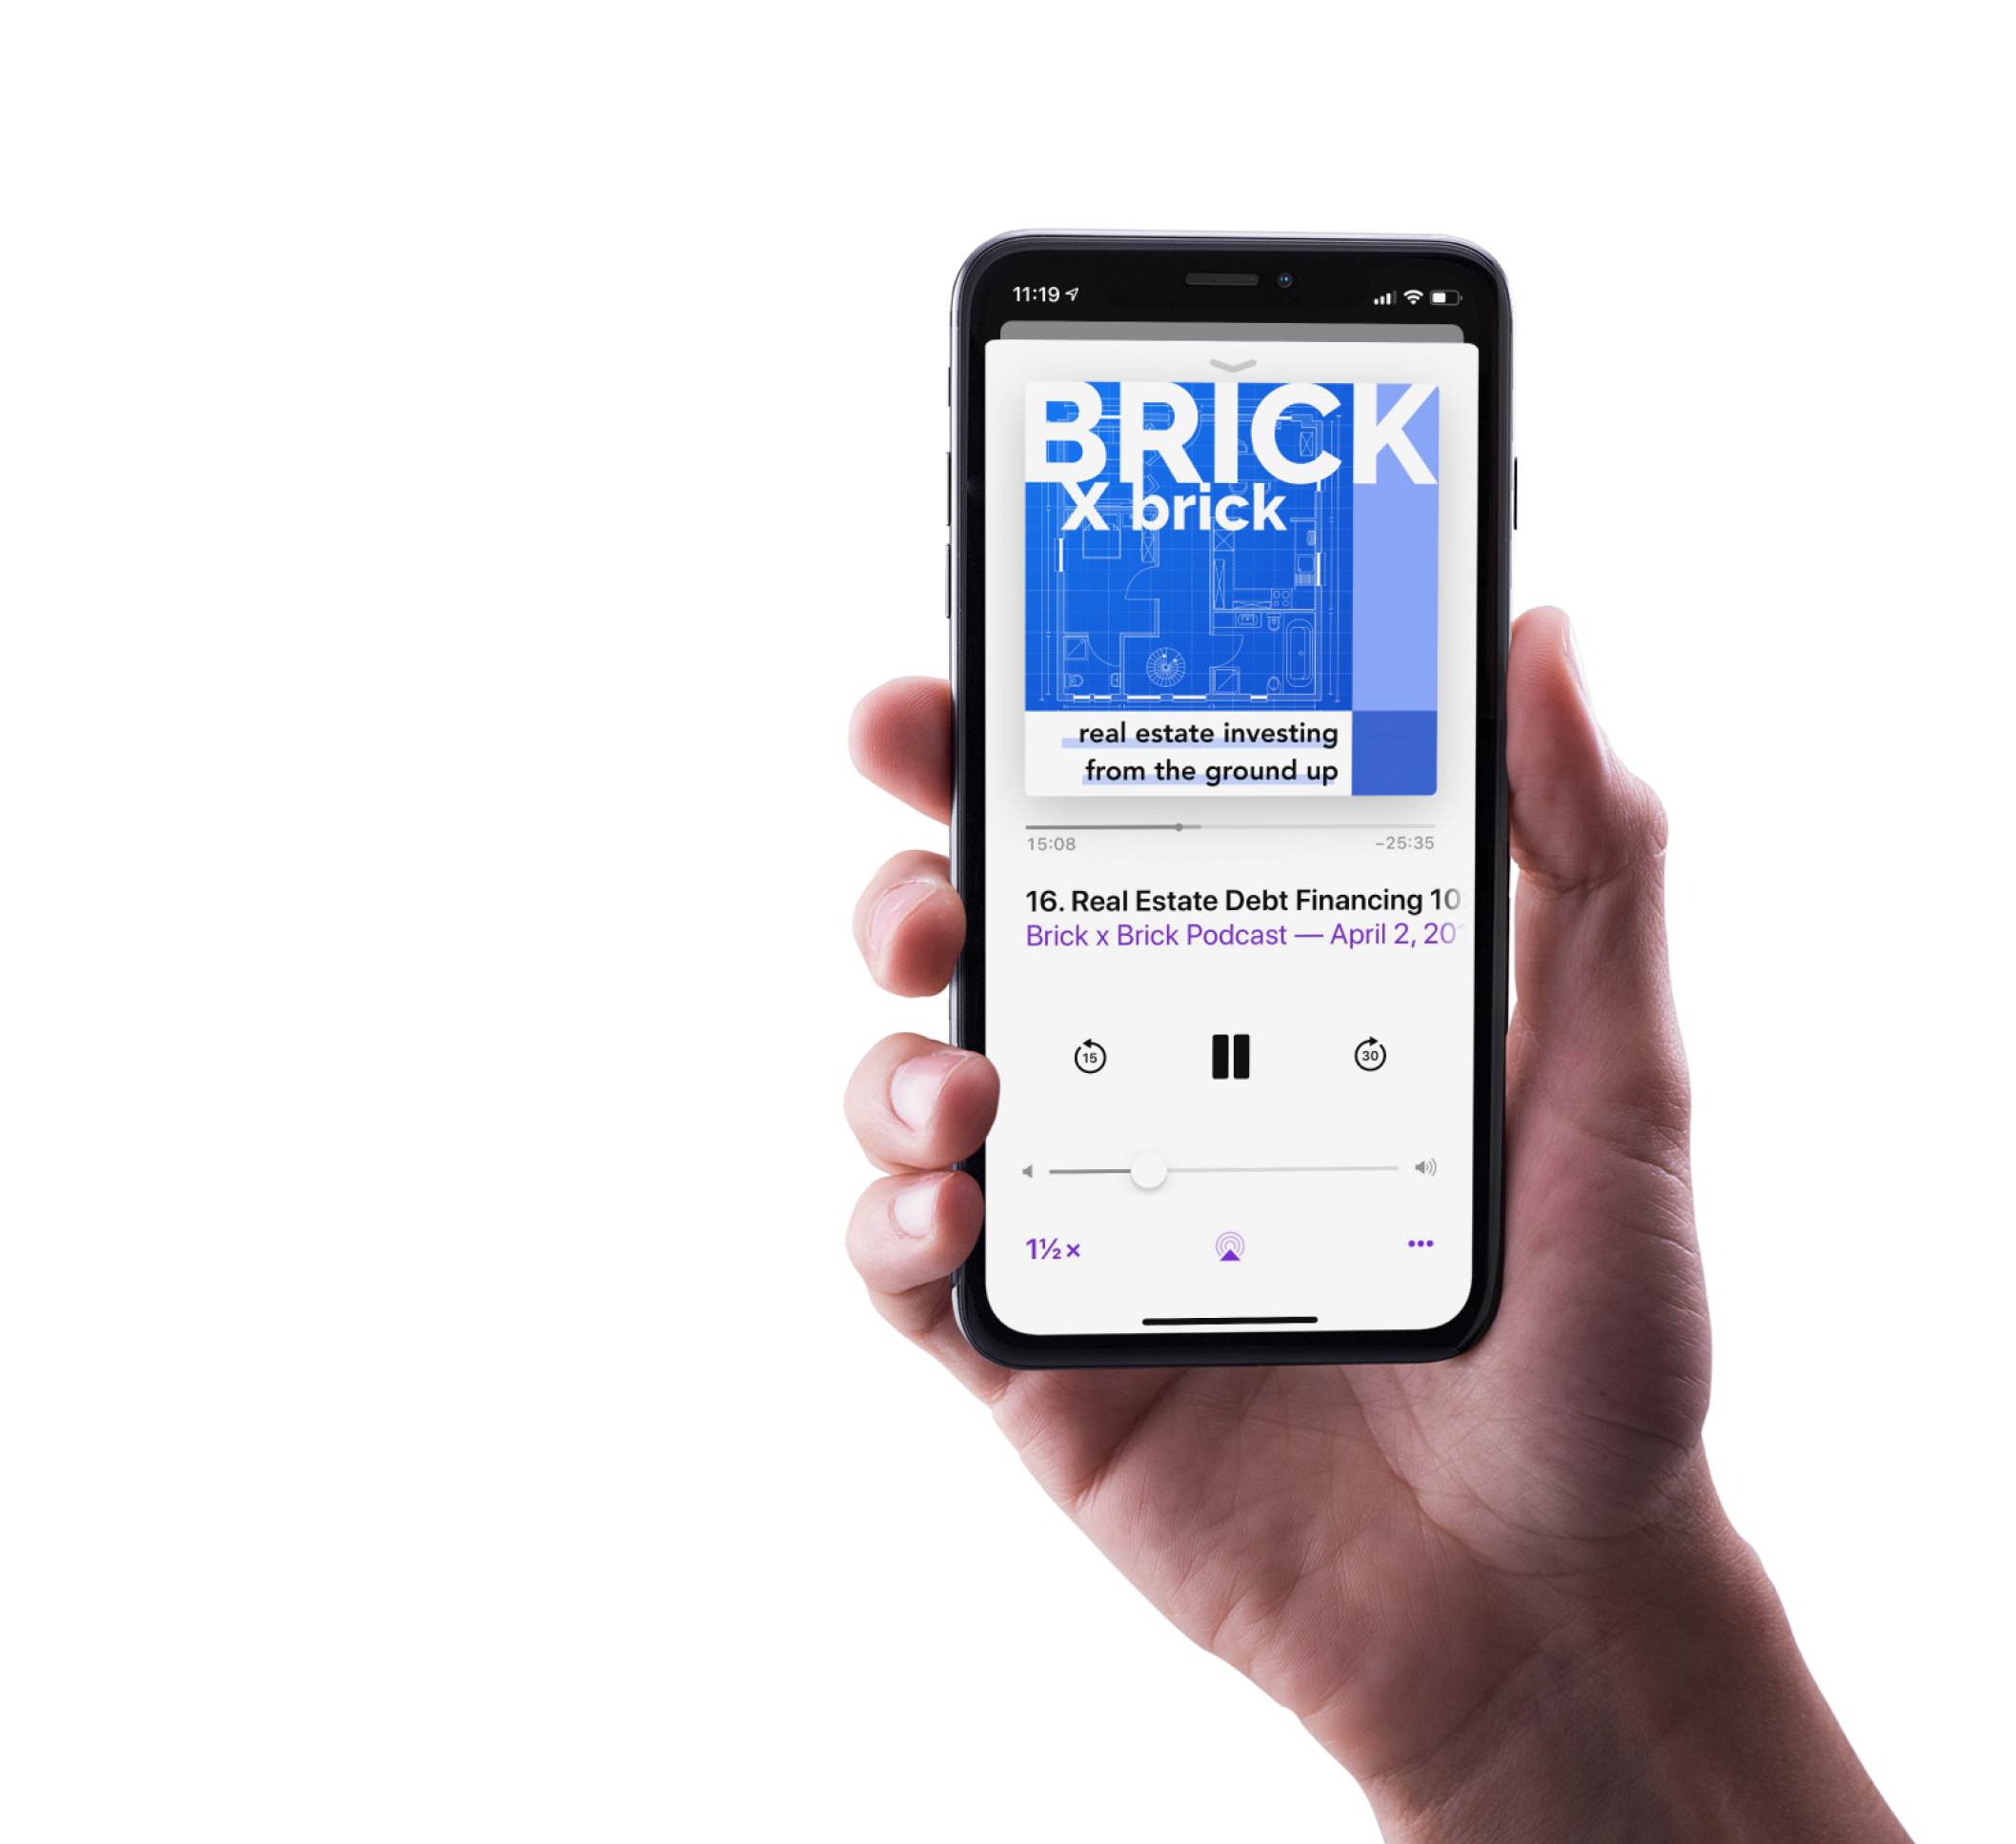 11:19
BRICK
x brick
real estate investing
from the ground up
15:08
-25:35
16. Real Estate Debt Financing 10
Brick x Brick Podcast — April 2, 201
15
30
1½×